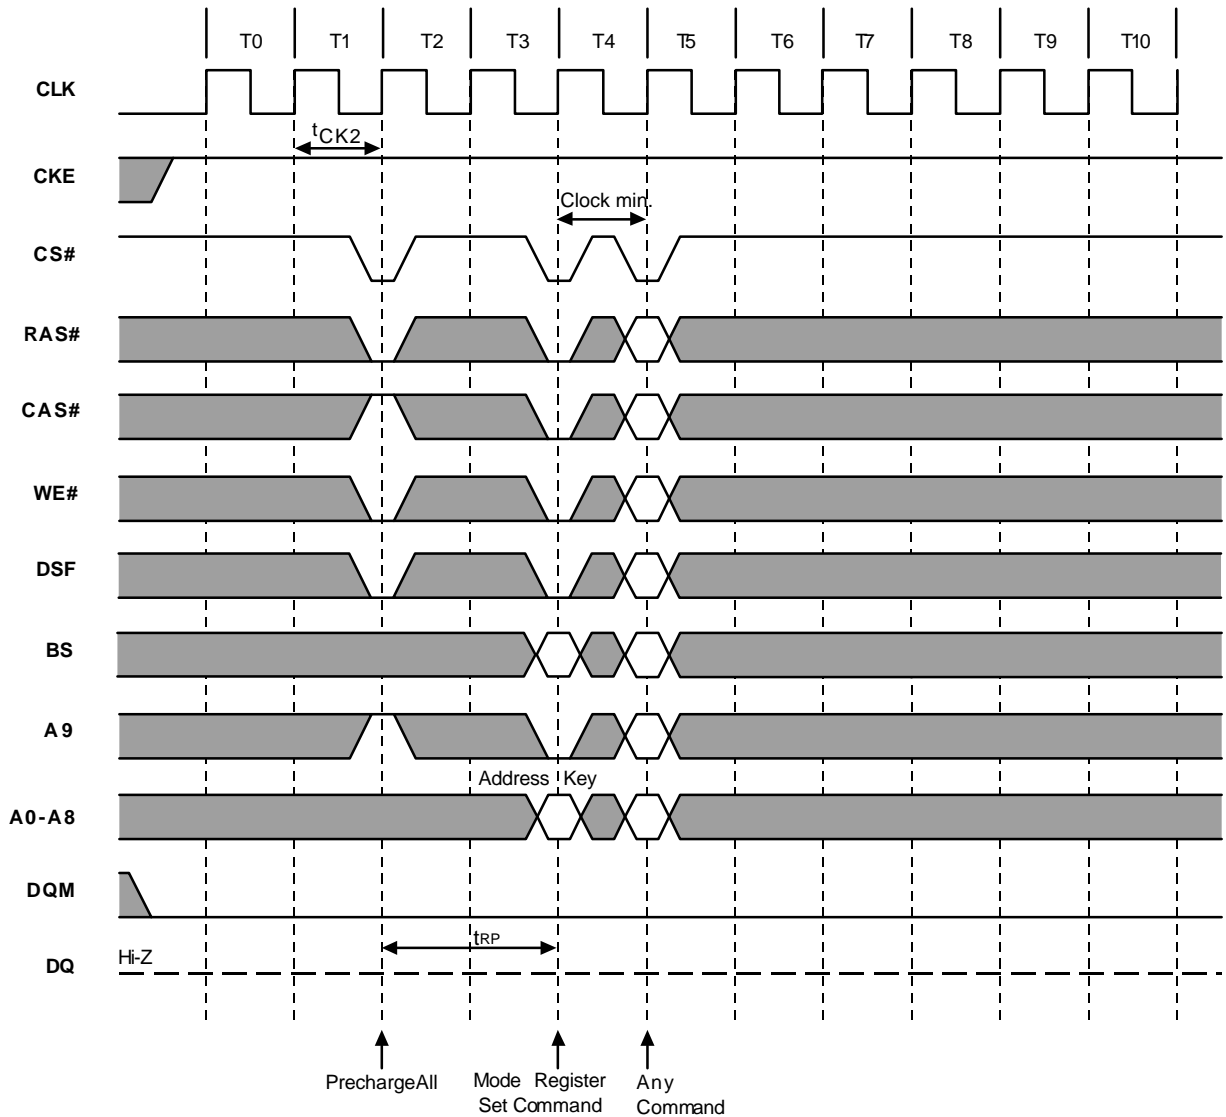 T0 T1 T2 T3 T4 T5 T6 T7 T8 T9 T10
CLK
tCK2
CKE
Clock min.
CS#
RAS#
CAS#
WE#
DSF
BS
A9
Address Key
A0-A8
DQM
tRP
Hi-Z
DQ
PrechargeAll
Mode Register
Set Command
Any
Command